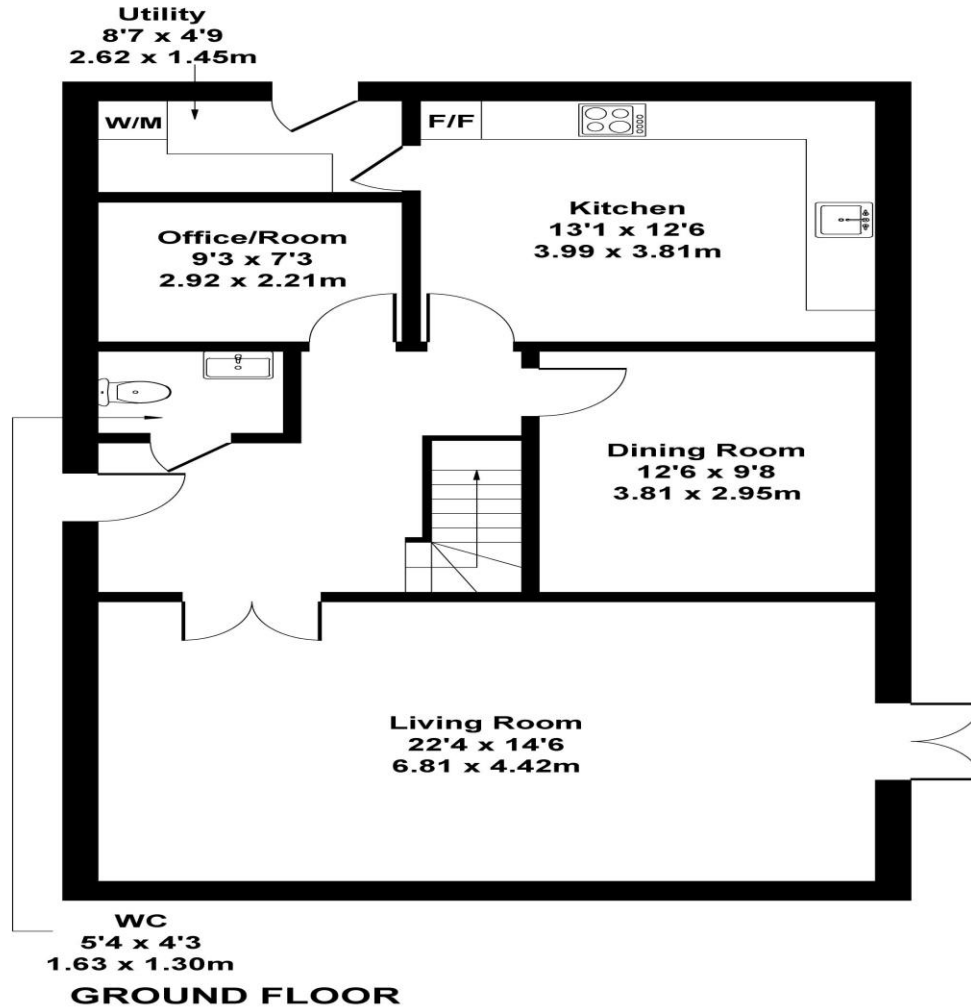 Utility
8'7 x 4'9
2.62 x 1.45m
W/M
F/F
Kitchen
13'1 x 12'6
3.99 x 3.81m
Office/Room
9'3 x 7'3
2.92 x 2.21m
Dining Room
12'6 x 9'8
3.81 x 2.95m
Living Room
22'4 x 14'6
6.81 x 4.42m
WC
5'4 x 4'3
1.63 x 1.30m
GROUND FLOOR